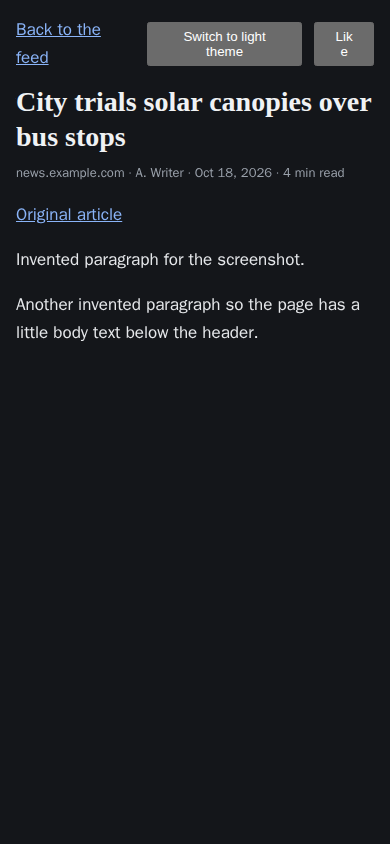 Back to the
feed
Switch to light
theme
Lik
e
City trials solar canopies over
bus stops
news.example.com · A. Writer · Oct 18, 2026 · 4 min read
Original article
Invented paragraph for the screenshot.
Another invented paragraph so the page has a
little body text below the header.